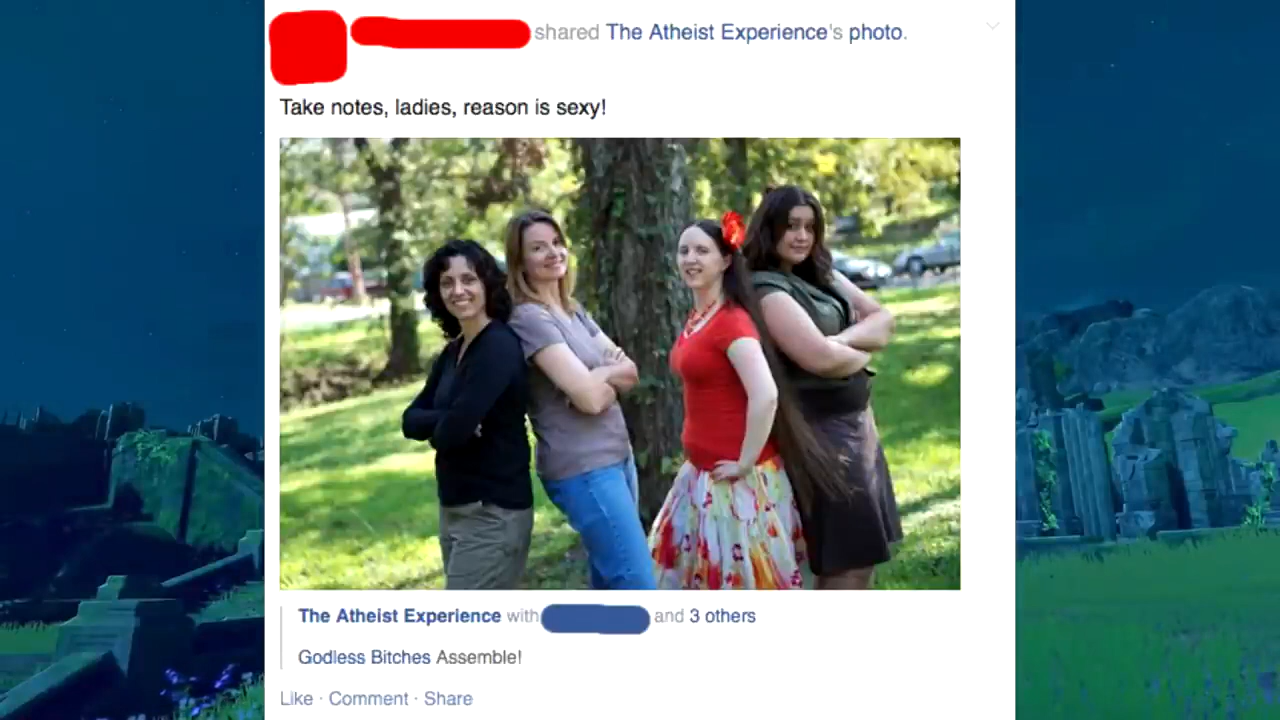 shared The Atheist Experience's photo.
Take notes, ladies, reason is sexy!
The Atheist Experience with and 3 others
Godless Bitches Assemble!
Like · Comment · Share